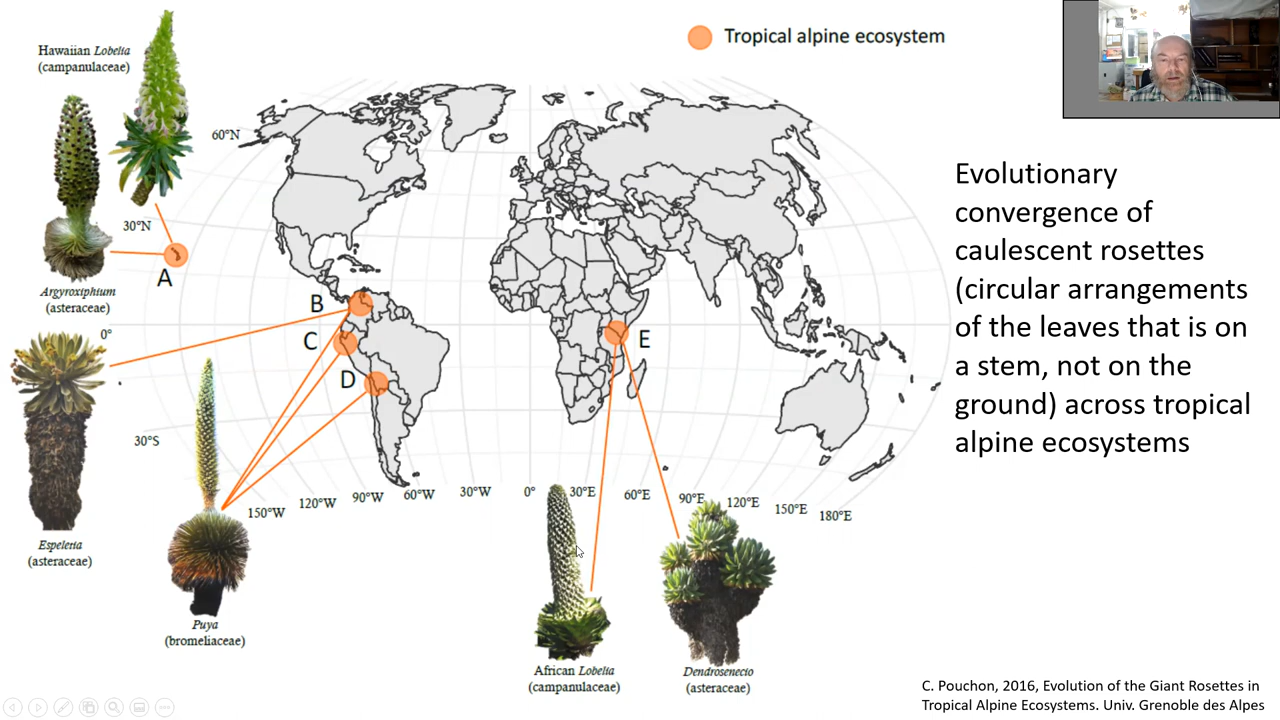 Tropical alpine ecosystem
Hawaiian Lobelia
(campanulaceae)
60°N
30°N
A
Argyroxiphium
(asteraceae)
B
0°
C
E
D
30°S
Evolutionary
convergence of
caulescent rosettes
(circular arrangements
of the leaves that is on
a stem, not on the
ground) across tropical
alpine ecosystems
150°W
120°W
90°W
60°W
30°W
0°
30°E
60°E
90°E
120°E
150°E
180°E
Espeletia
(asteraceae)
Puya
(bromeliaceae)
African Lobelia
(campanulaceae)
Dendrosenecio
(asteraceae)
C. Pouchon, 2016, Evolution of the Giant Rosettes in
Tropical Alpine Ecosystems. Univ. Grenoble des Alpes